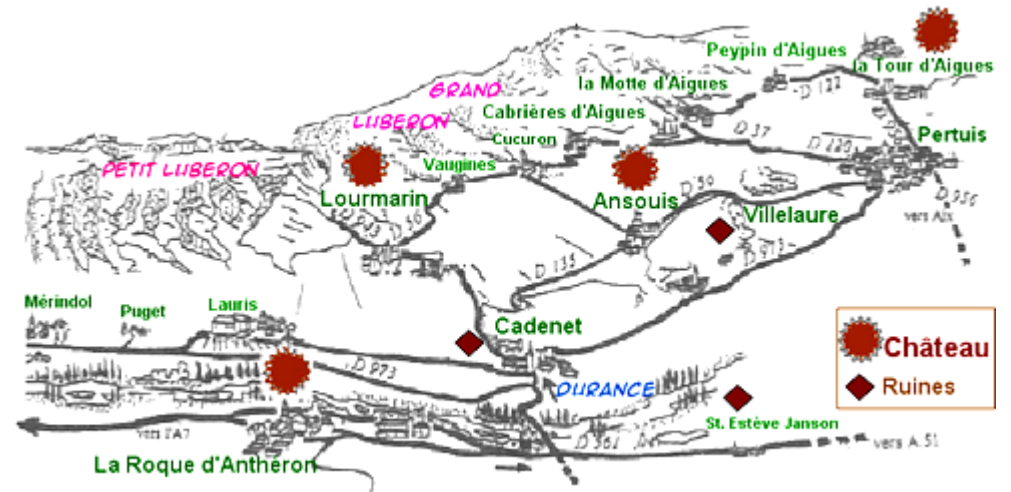 Peypin d'Aigues
la Tour d'Aigues
la Motte d'Aigues
GRAND
LUBERON
Cabrières d'Aigues
D 122
D 37
Cucuron
Pertuis
PETIT LUBERON
Vaugines
D 120
Lourmarin
Ansouis
Villelaure
D 956
vers Aix
D 135
D 973
Mérindol
Puget
Lauris
Cadenet
Château
D 973
DURANCE
Ruines
St. Estève Janson
vers l'A7
D 561
vers A.51
La Roque d'Anthéron